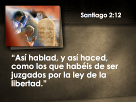 Santiago 2:12
“Así hablad, y así haced,
como los que habéis de ser
juzgados por la ley de la
libertad.”